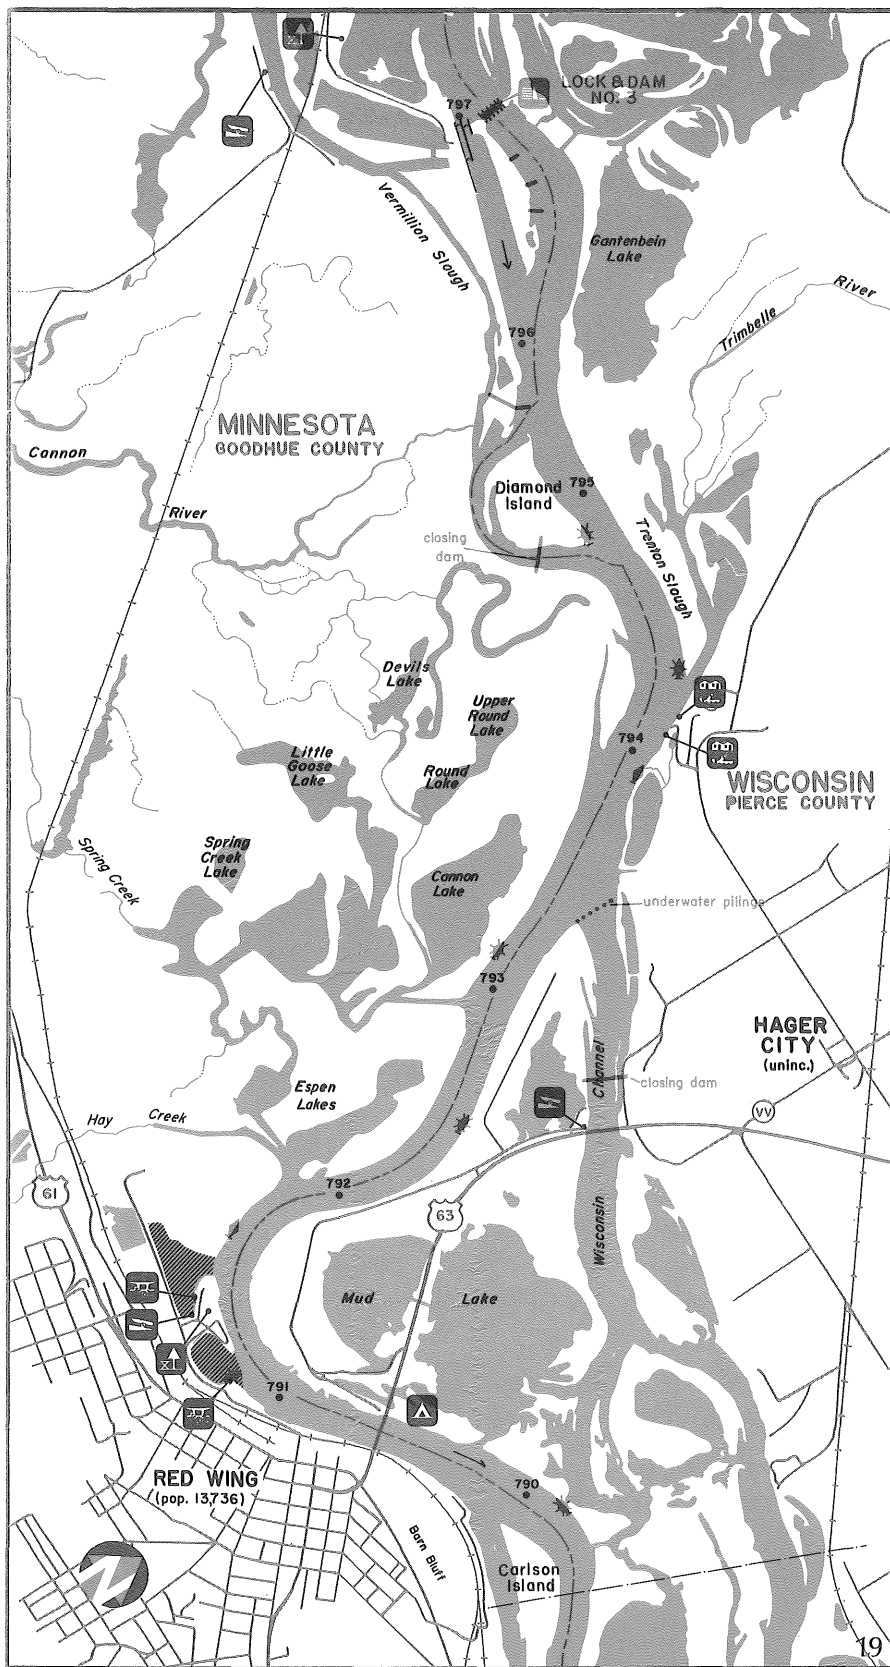 LOCK & DAM
NO. 3
797
Vermillion Slough
Gantenbein
Lake
River
Trimbelle
796
MINNESOTA
GOODHUE COUNTY
Cannon
River
795
Diamond
Island
closing
dam
Trenton Slough
Devils
Lake
Upper
Round
Lake
794
Little
Goose
Lake
Round
Lake
WISCONSIN
PIERCE COUNTY
Spring Creek
Spring
Creek
Lake
Cannon
Lake
underwater pilings
793
HAGER
CITY
(uninc.)
Channel
closing dam
Espen
Lakes
VV
Hay Creek
792
61
63
Wisconsin
Mud Lake
791
RED WING
(pop. 13,736)
790
Barn Bluff
Carlson
Island
N
19